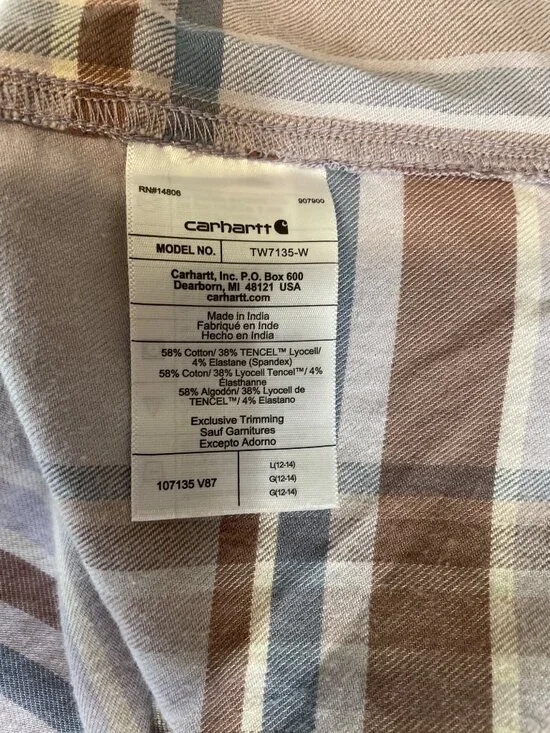 RN#14806
907900
carhartt
MODEL NO. TW7135-W
Carhartt, Inc. P.O. Box 600
Dearborn, MI 48121 USA
carhartt.com
Made in India
Fabriqué en Inde
Hecho en India
58% Cotton/ 38% TENCEL™ Lyocell/
4% Elastane (Spandex)
58% Coton/ 38% Lyocell Tencel™/ 4%
Élasthanne
58% Algodón/ 38% Lyocell de
TENCEL™/ 4% Elastano
Exclusive Trimming
Sauf Garnitures
Excepto Adorno
L(12-14)
107135 V87 G(12-14)
G(12-14)